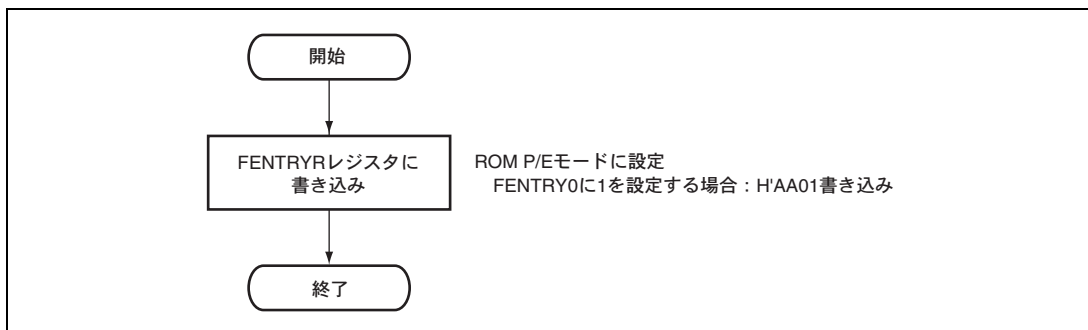 開始
FENTRYRレジスタに
書き込み
ROM P/Eモードに設定
FENTRY0に1を設定する場合：H'AA01書き込み
終了